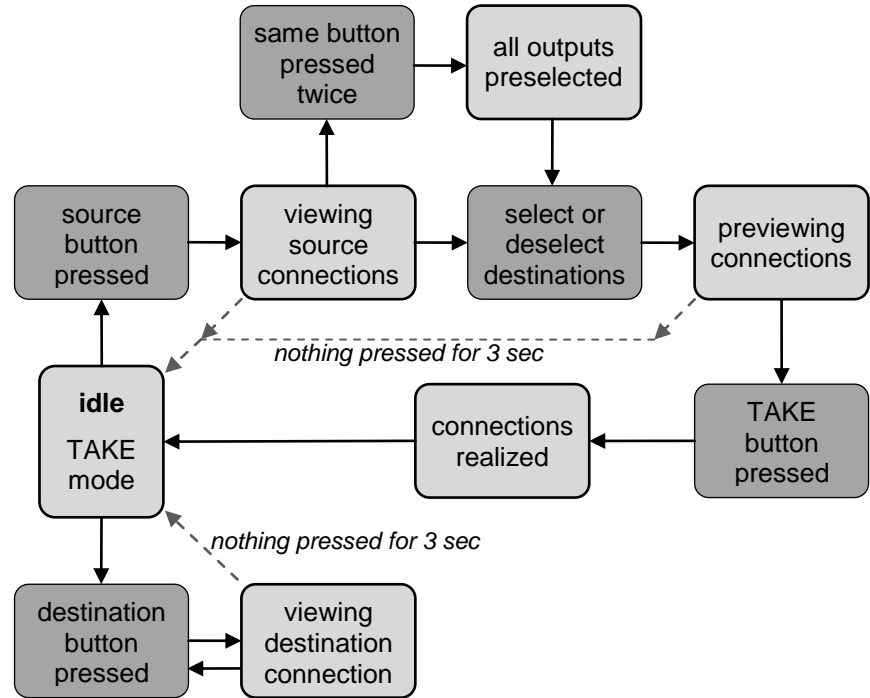 same button
pressed
twice
all outputs
preselected
source
button
pressed
viewing
source
connections
select or
deselect
destinations
previewing
connections
nothing pressed for 3 sec
idle
TAKE
mode
connections
realized
TAKE
button
pressed
nothing pressed for 3 sec
destination
button
pressed
viewing
destination
connection